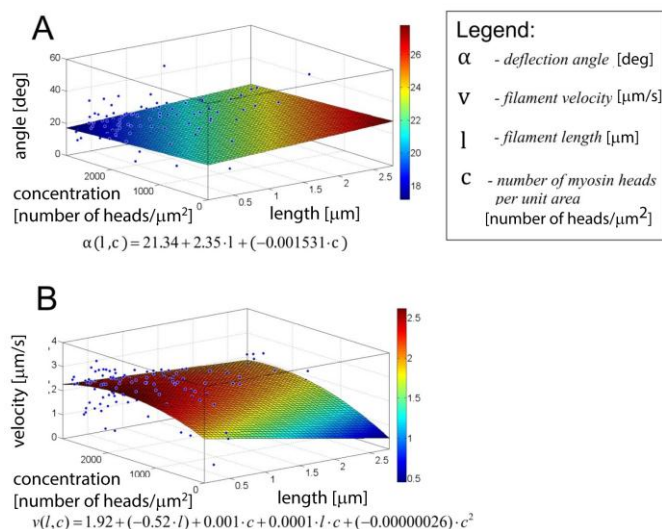 A
angle [deg]
60
40
20
0
2000
1000
0
0.5
1
1.5
2
2.5
concentration
[number of heads/μm²]
length [μm]
26
24
22
20
18
α(l,c)=21.34+2.35·l+(-0.001531·c)
Legend:
α - deflection angle [deg]
v - filament velocity [μm/s]
l - filament length [μm]
c - number of myosin heads
per unit area
[number of heads/μm²]
B
velocity [μm/s]
4
3
2
1
0
2000
1000
0
0.5
1
1.5
2
2.5
concentration
[number of heads/μm²]
length [μm]
2.5
2
1.5
1
0.5
v(l,c)=1.92+(-0.52·l)+0.001·c+0.0001·l·c+(-0.00000026)·c²